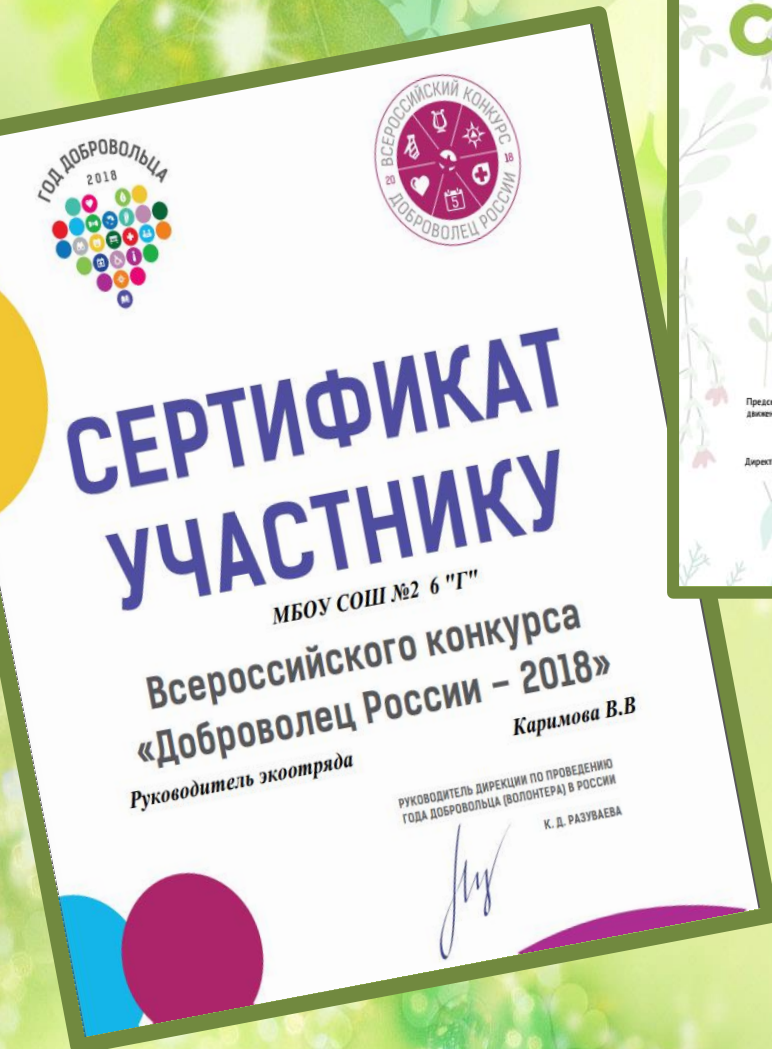 ГОД ДОБРОВОЛЬЦА
2018
ВСЕРОССИЙСКИЙ КОНКУРС
20 18
5
ДОБРОВОЛЕЦ РОССИИ
СЕРТИФИКАТ
УЧАСТНИКУ
МБОУ СОШ №2 6 "Г"
Всероссийского конкурса
«Доброволец России – 2018»
Руководитель экоотряда Каримова В.В
РУКОВОДИТЕЛЬ ДИРЕКЦИИ ПО ПРОВЕДЕНИЮ
ГОДА ДОБРОВОЛЬЦА (ВОЛОНТЕРА) В РОССИИ
К. Д. РАЗУВАЕВА
С